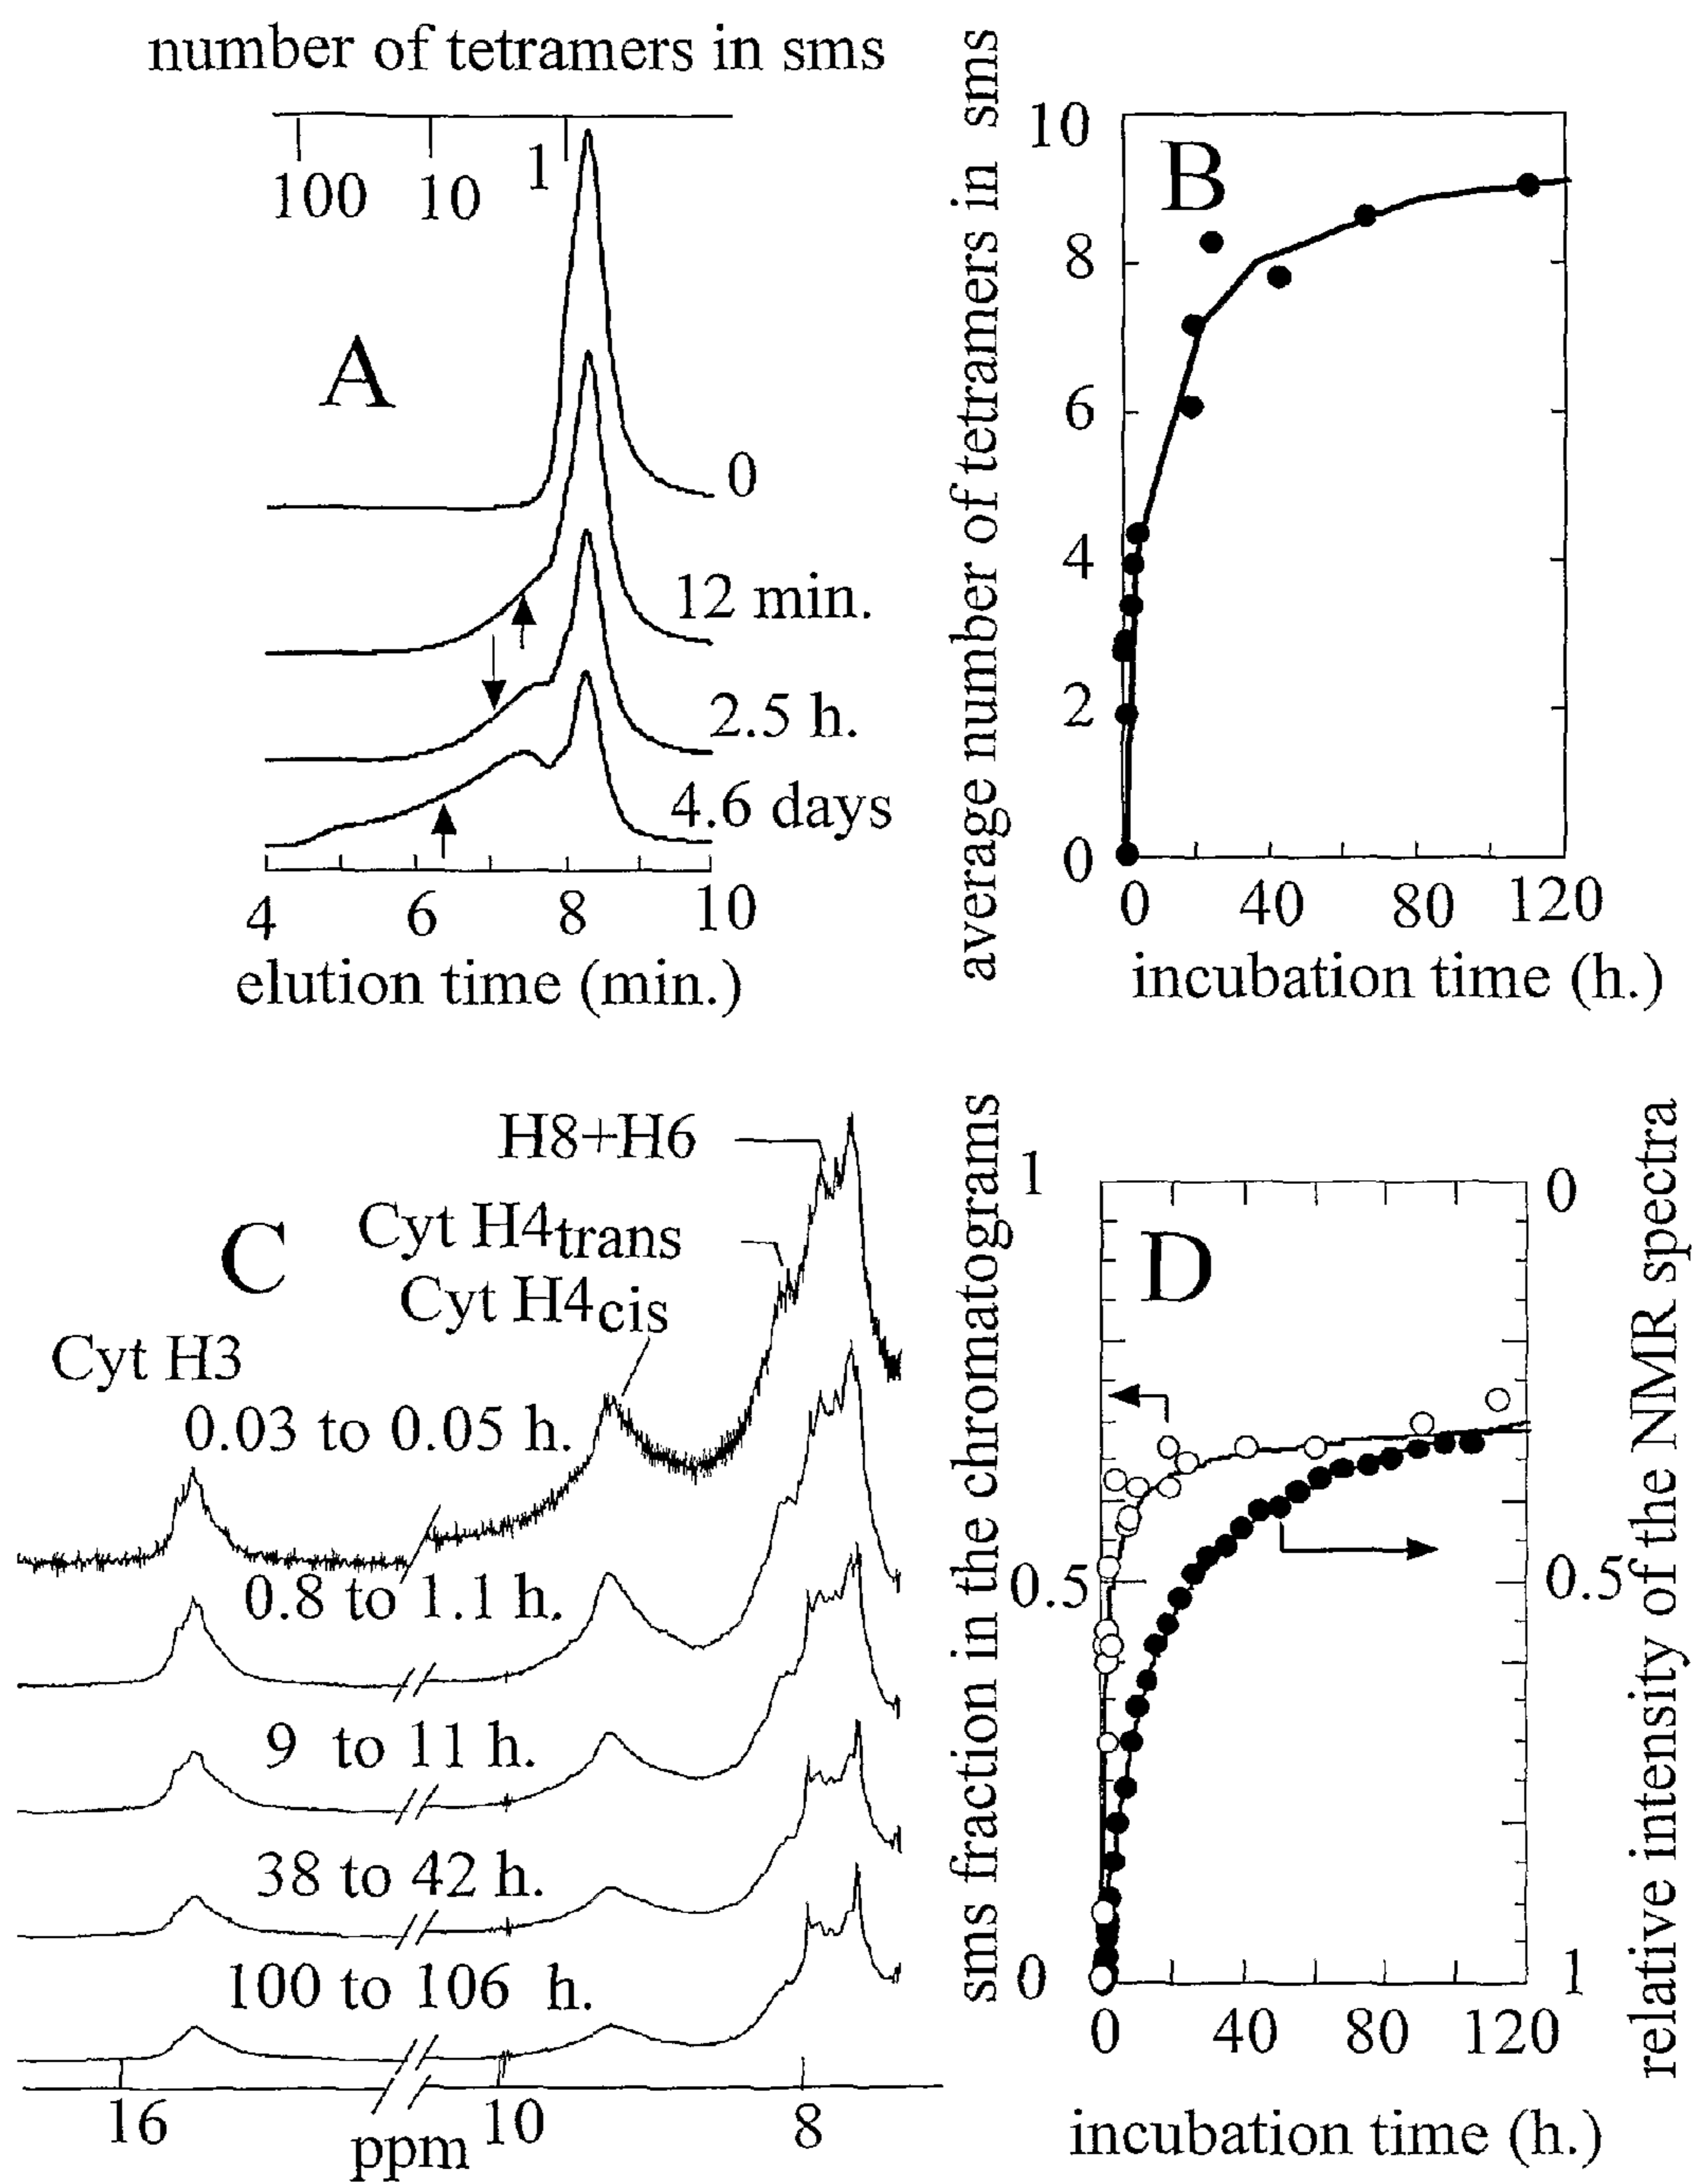 number of tetramers in sms
100 10 1
A
0
12 min.
2.5 h.
4.6 days
4 6 8 10
elution time (min.)
average number of tetramers in sms
10
8
6
4
2
0
B
0 40 80 120
incubation time (h.)
H8+H6
Cyt H4trans
Cyt H4cis
C
Cyt H3
0.03 to 0.05 h.
0.8 to 1.1 h.
9 to 11 h.
38 to 42 h.
100 to 106 h.
16 10 8
ppm
sms fraction in the chromatograms
1
0.5
0
D
0
0.5
1
relative intensity of the NMR spectra
0 40 80 120
incubation time (h.)